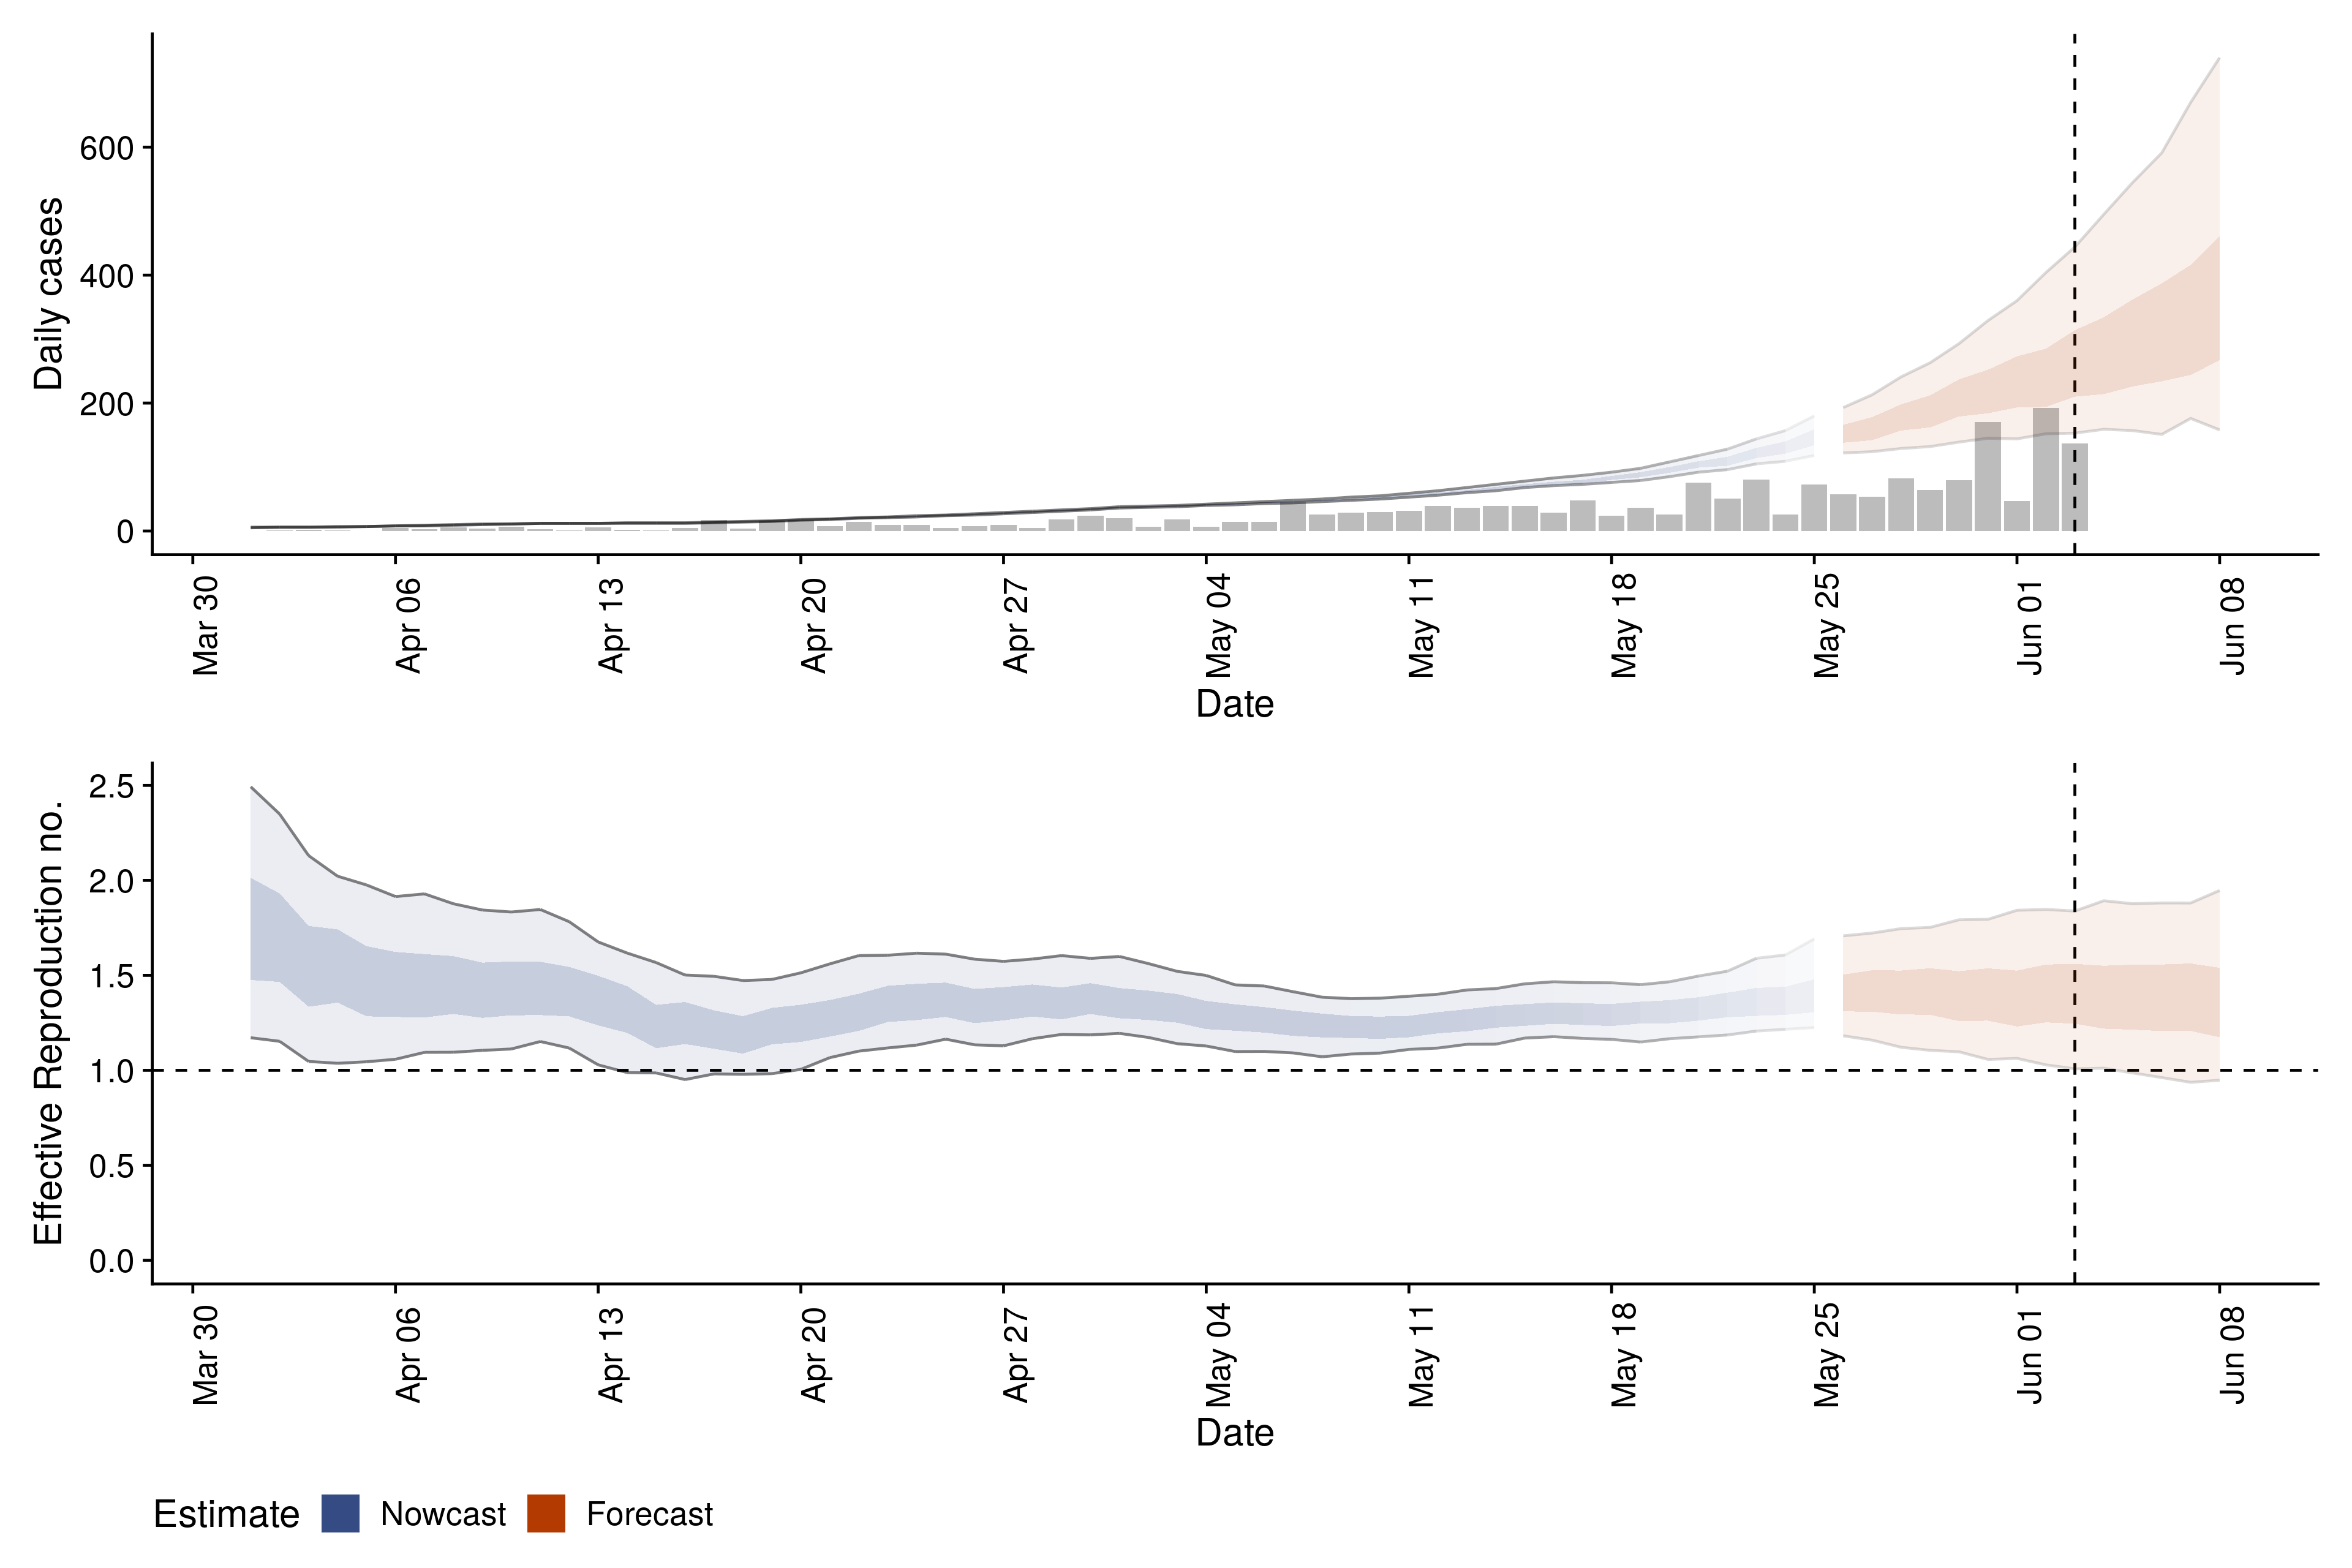 Daily cases
600
400
200
0
Mar 30
Apr 06
Apr 13
Apr 20
Apr 27
May 04
May 11
May 18
May 25
Jun 01
Jun 08
Date
Effective Reproduction no.
2.5
2.0
1.5
1.0
0.5
0.0
Mar 30
Apr 06
Apr 13
Apr 20
Apr 27
May 04
May 11
May 18
May 25
Jun 01
Jun 08
Date
Estimate Nowcast Forecast